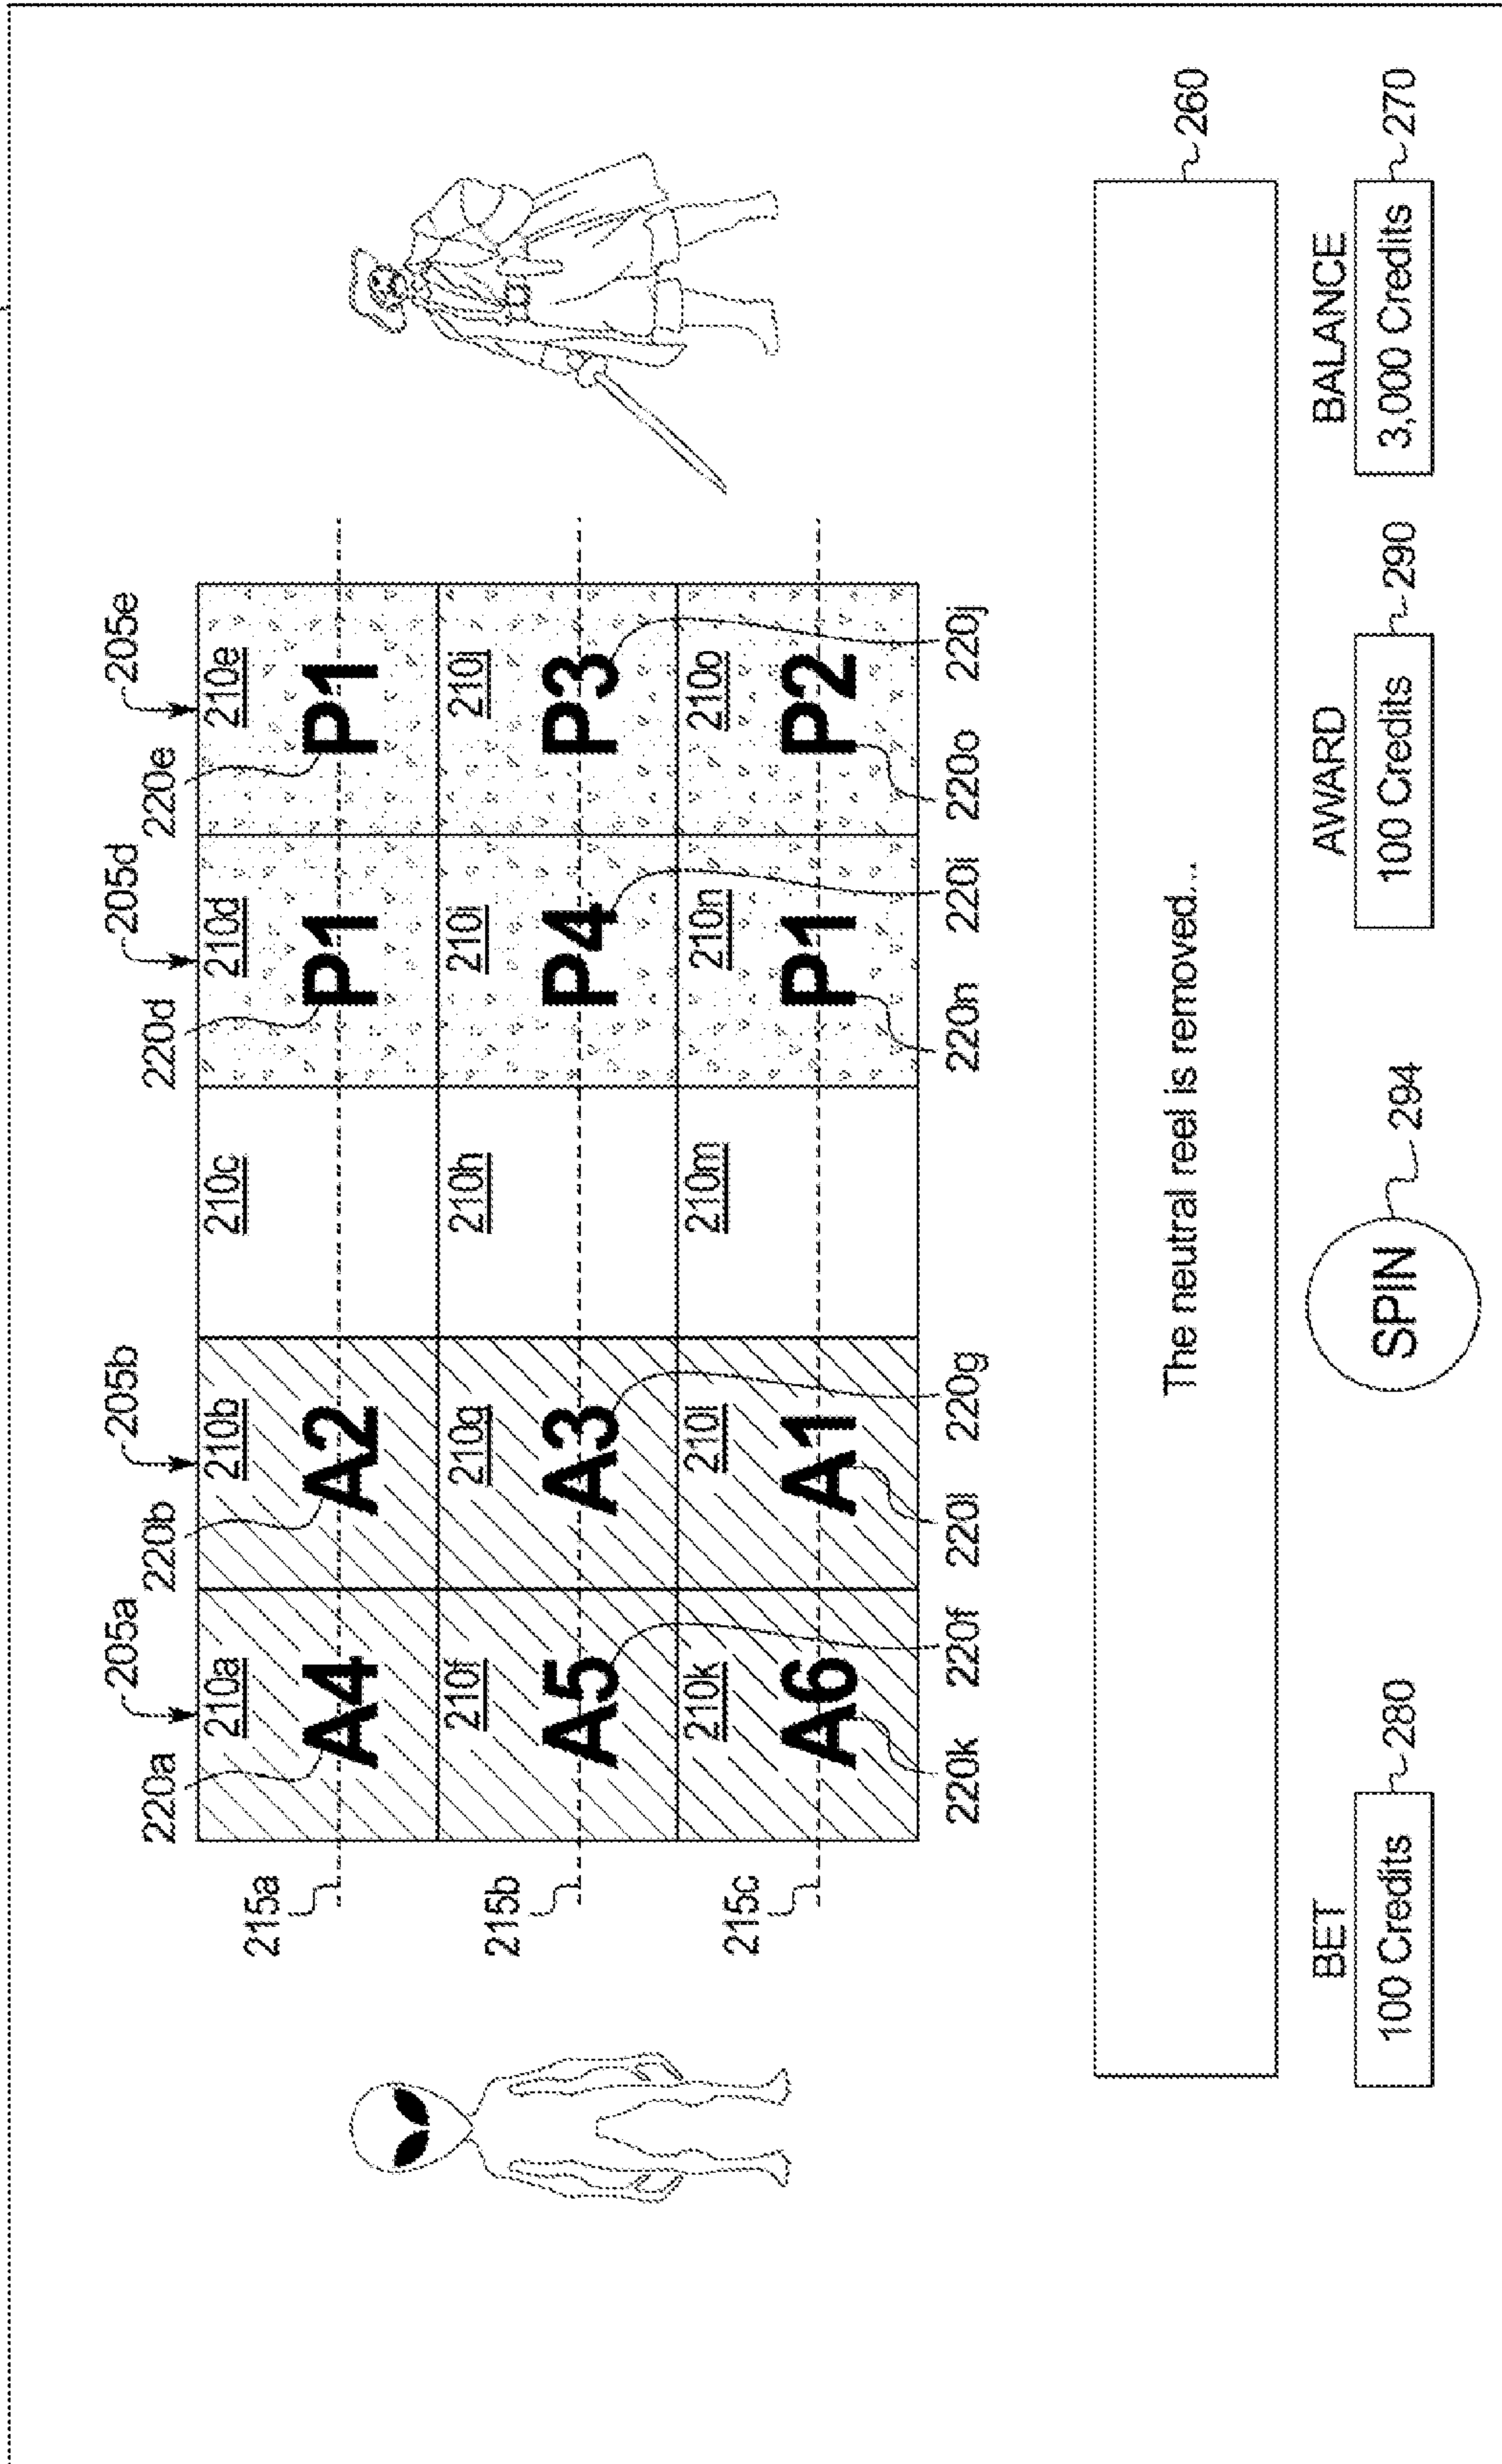 205a 205b 205d 205e
220a 220b 220d 220e
210a 210b 210c 210d 210e
215a A4 A2 P1 P1
210f 210g 210h 210i 210j
215b A5 A3 P4 P3
210k 210l 210m 210n 210o
215c A6 A1 P1 P2
220k 220f 220l 220g 220n 220i 220o 220j
The neutral reel is removed...
260
BET AWARD BALANCE
100 Credits 280 SPIN 294 100 Credits 290 3,000 Credits 270